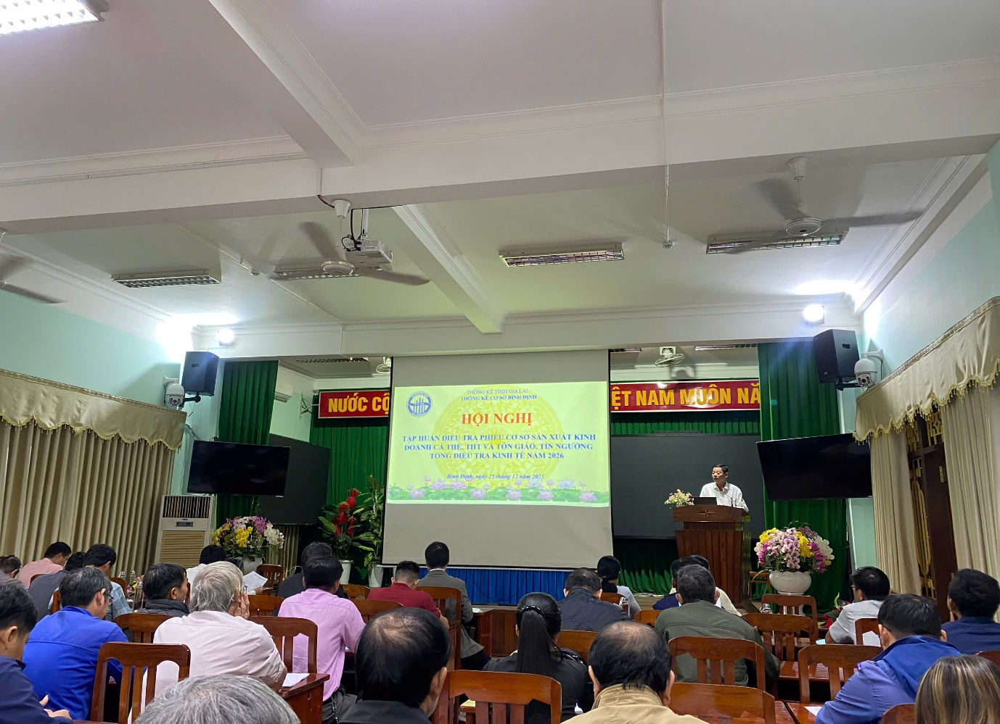 NƯỚC CỘ
IỆT NAM MUÔN NĂ
THỐNG KÊ TỈNH GIA LAI
THỐNG KÊ CƠ SỞ BÌNH ĐỊNH
HỘI NGHỊ
TẬP HUẤN ĐIỀU TRA PHIẾU CƠ SỞ SẢN XUẤT KINH
DOANH CÁ THỂ, THT VÀ TÔN GIÁO, TÍN NGƯỠNG
TỔNG ĐIỀU TRA KINH TẾ NĂM 2026
Bình Định, ngày 25 tháng 12 năm 2025